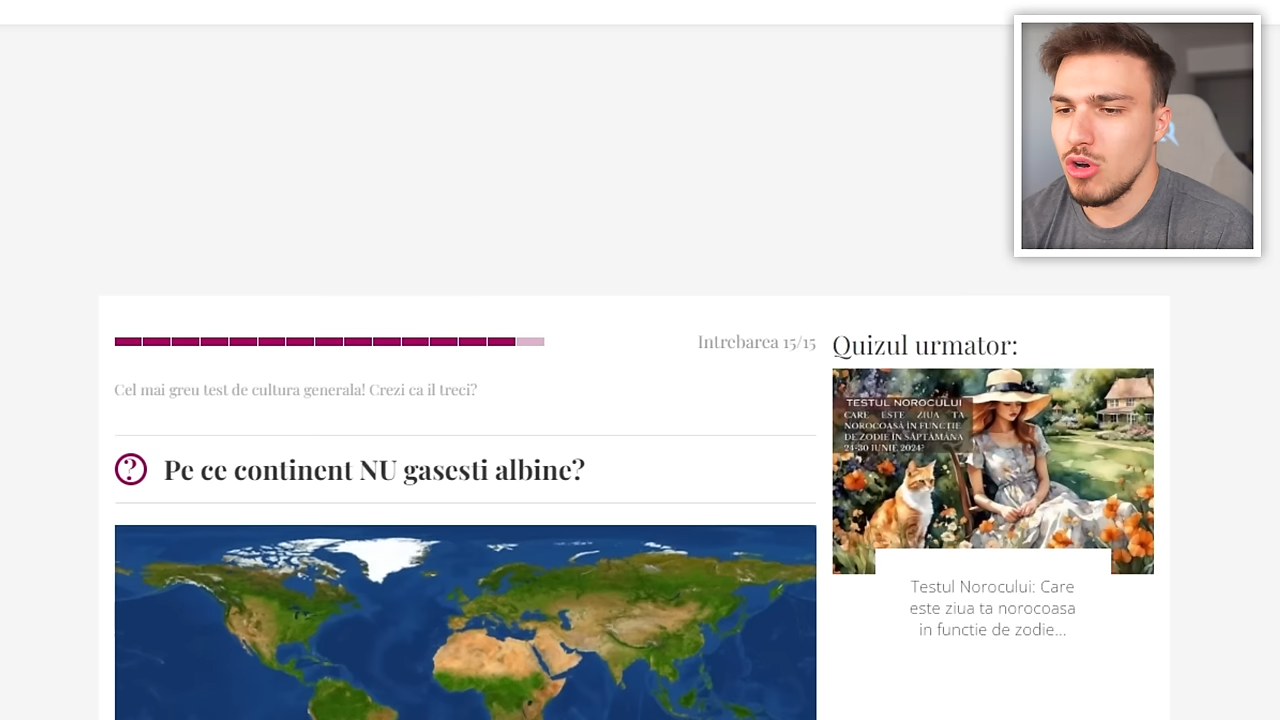 Intrebarea 15/15
Cel mai greu test de cultura generala! Crezi ca il treci?
Pe ce continent NU gasesti albine?
Quizul urmator:
TESTUL NOROCULUI
CARE ESTE ZIUA TA
NOROCOASĂ ÎN FUNCȚIE
DE ZODIE ÎN SĂPTĂMÂNA
24-30 IUNIE 2024?
Testul Norocului: Care
este ziua ta norocoasa
in functie de zodie...